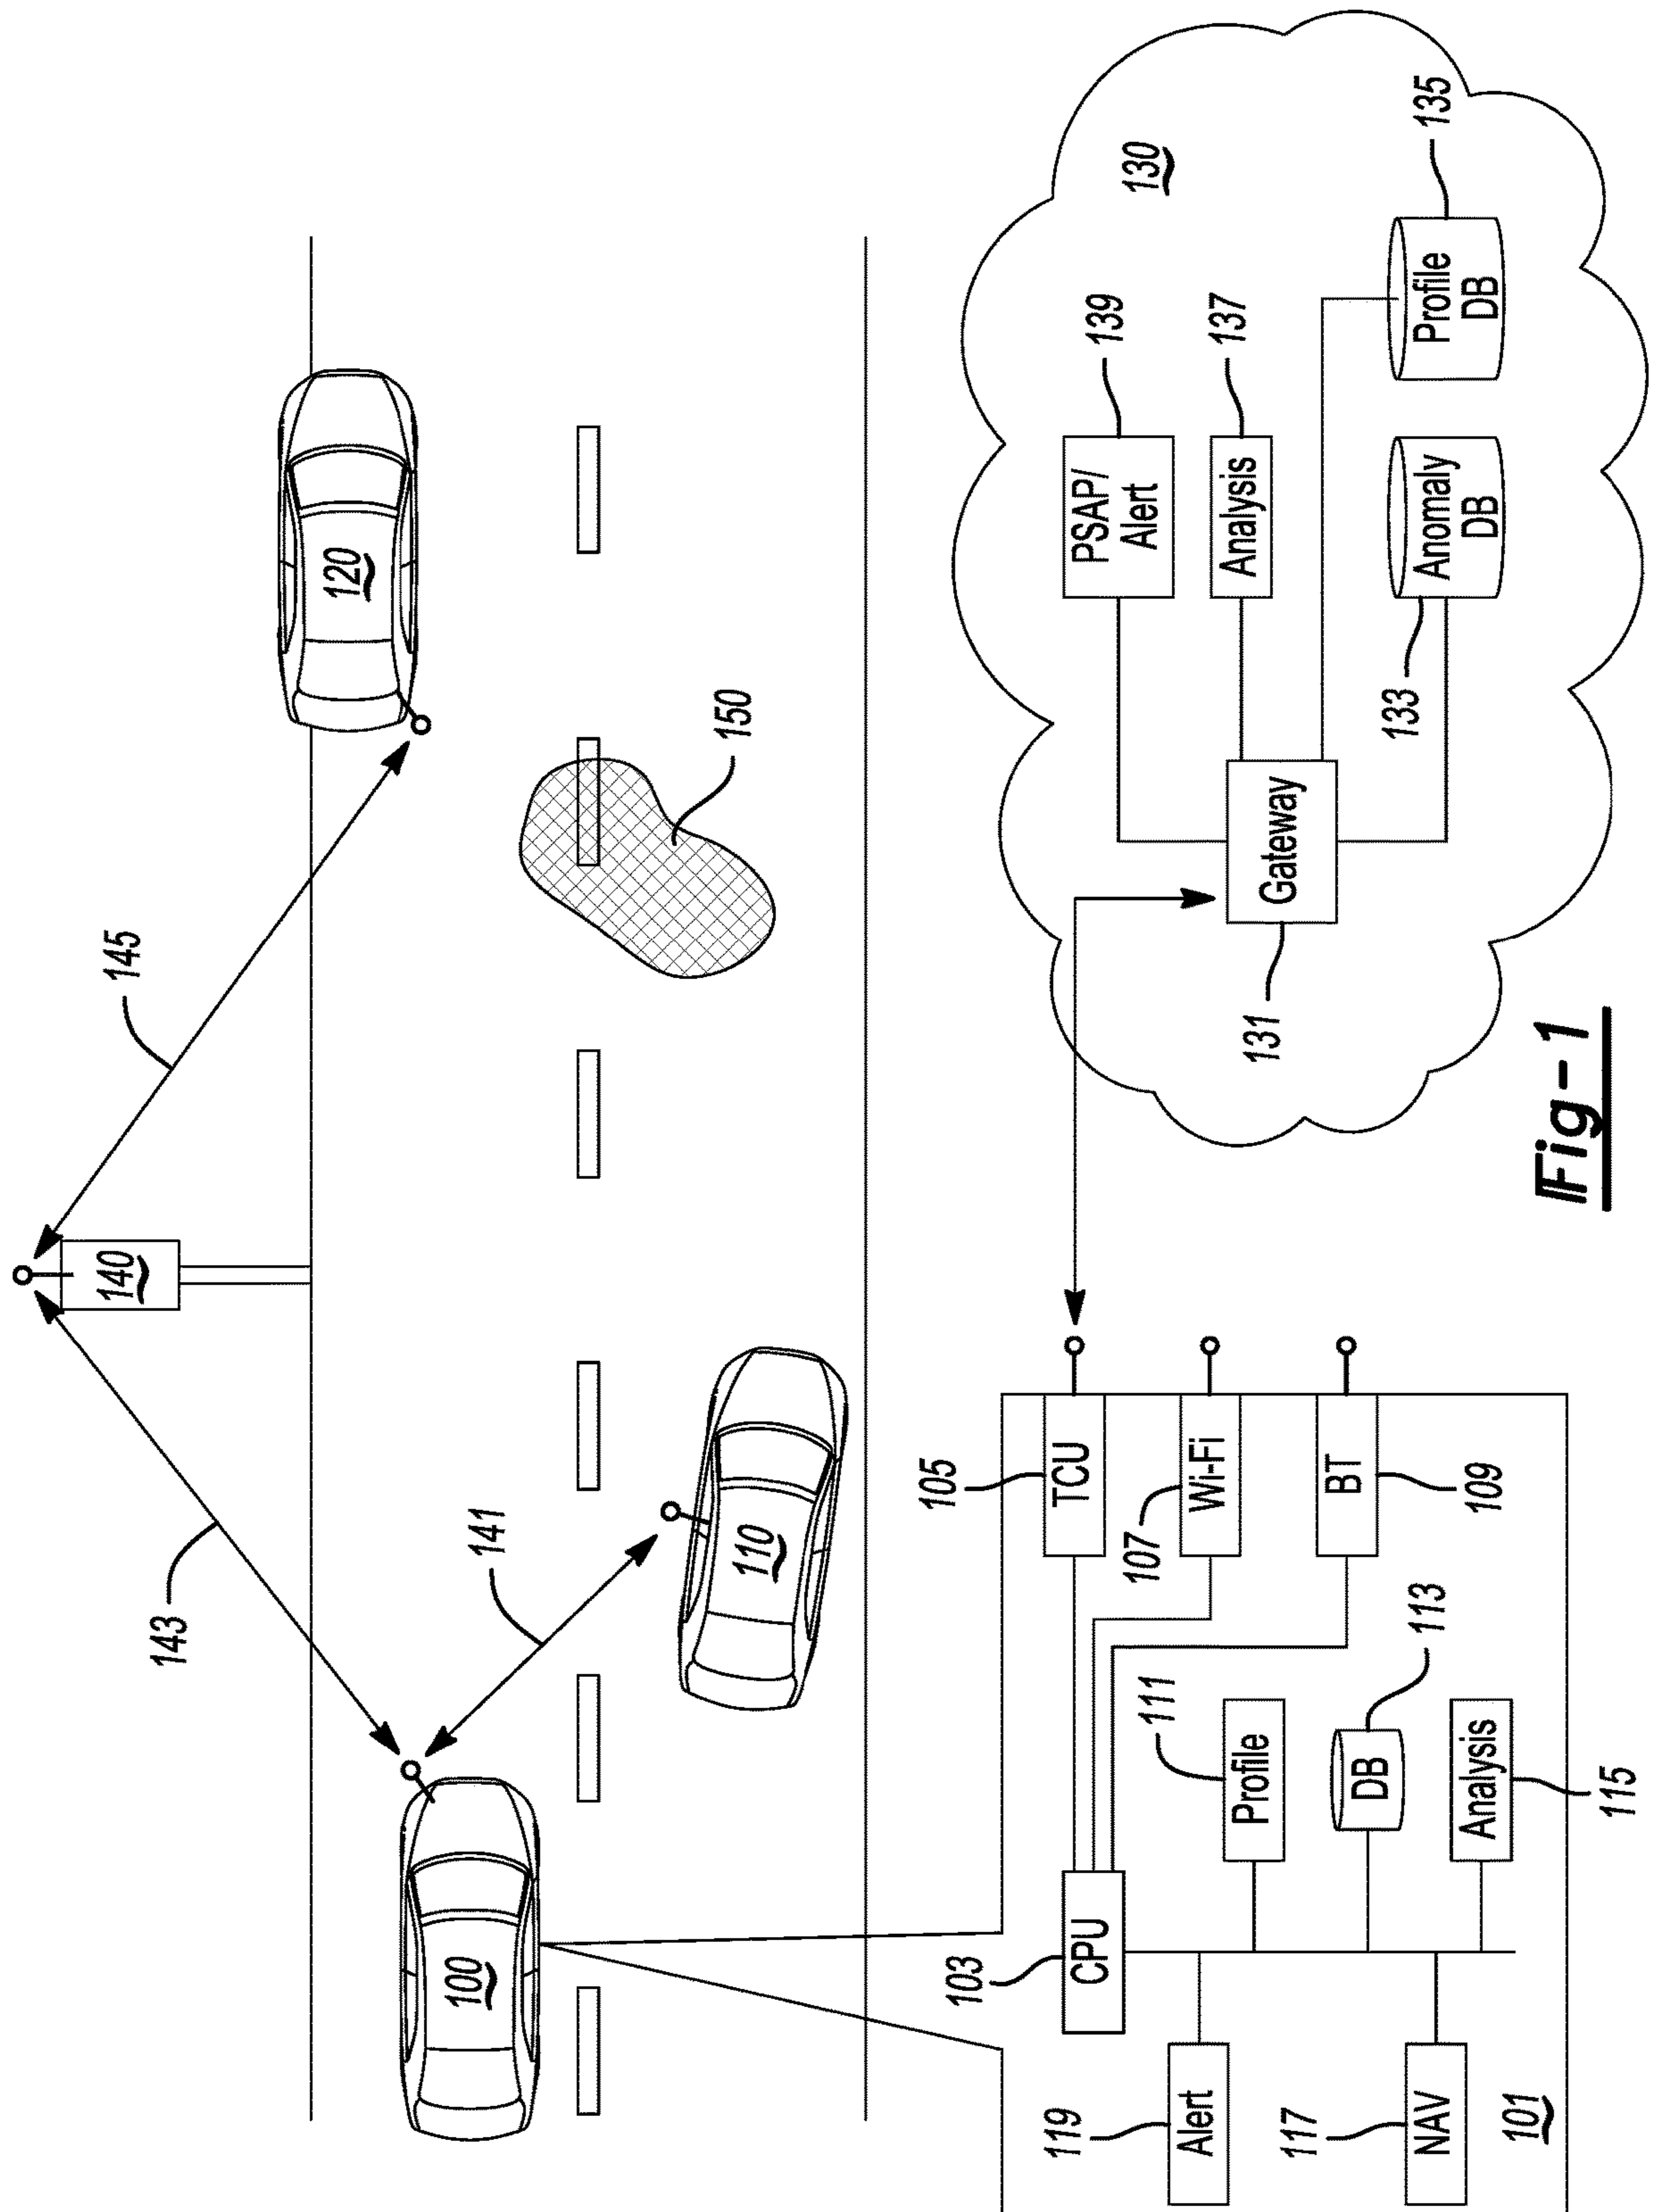 140
143
145
120
100
141
110
150
130
105
103
CPU
TCU
107
Wi-Fi
BT
109
111
Profile
113
DB
Analysis
115
119
Alert
117
NAV
101
PSAP/
Alert
139
Analysis
137
Gateway
131
133
Anomaly
DB
Profile
DB
135
Fig-1